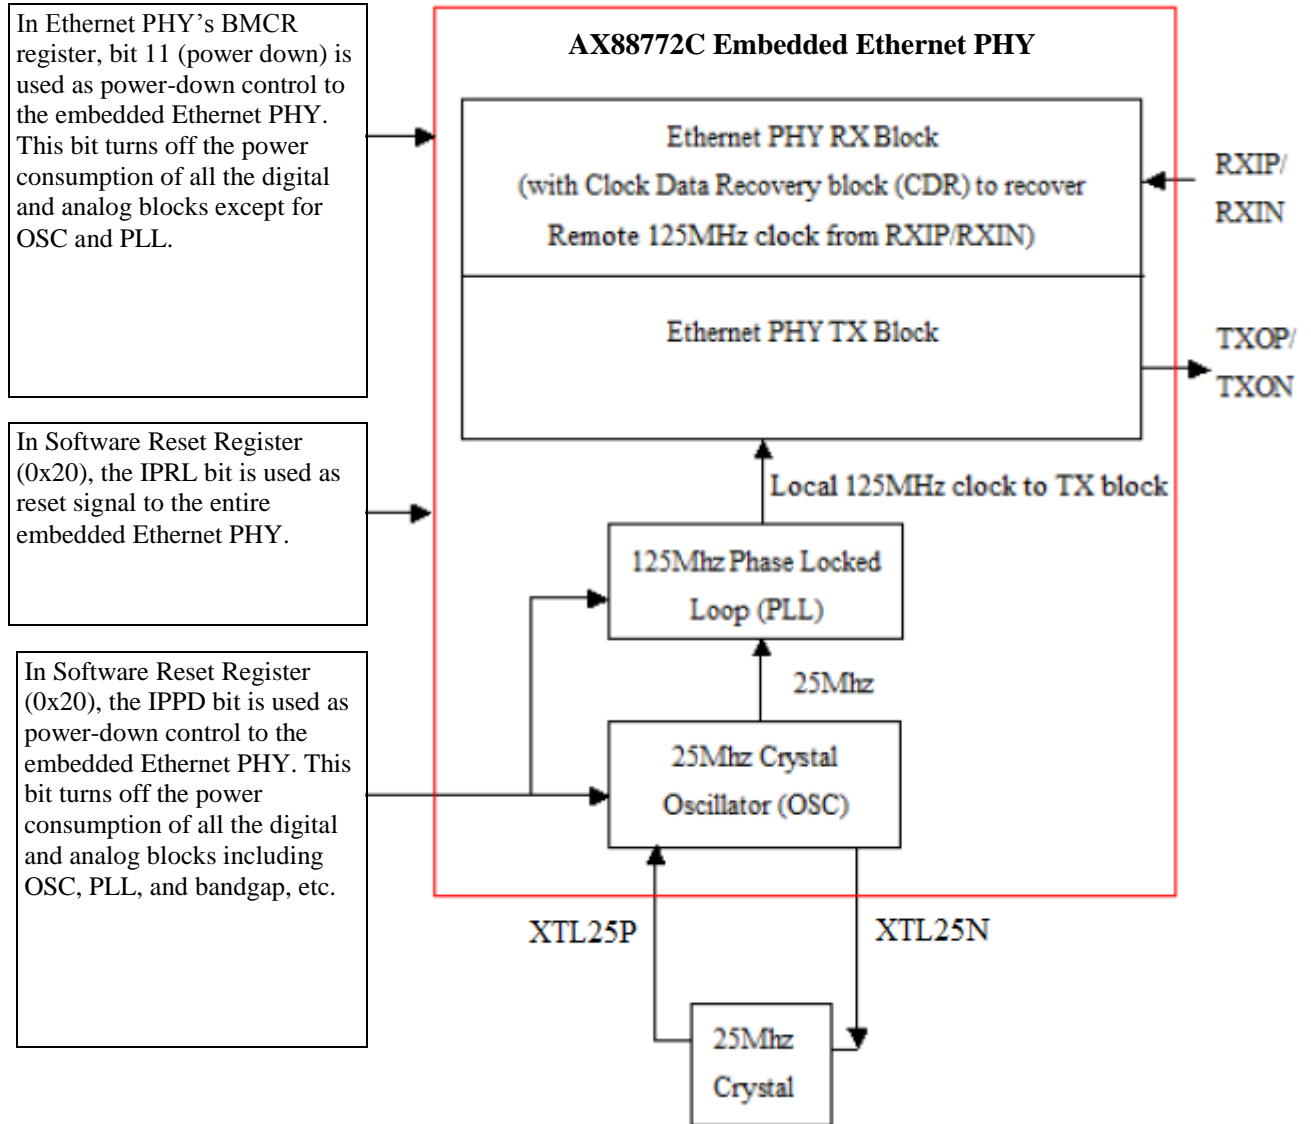 In Ethernet PHY's BMCR
register, bit 11 (power down) is
used as power-down control to
the embedded Ethernet PHY.
This bit turns off the power
consumption of all the digital
and analog blocks except for
OSC and PLL.
In Software Reset Register
(0x20), the IPRL bit is used as
reset signal to the entire
embedded Ethernet PHY.
In Software Reset Register
(0x20), the IPPD bit is used as
power-down control to the
embedded Ethernet PHY. This
bit turns off the power
consumption of all the digital
and analog blocks including
OSC, PLL, and bandgap, etc.
AX88772C Embedded Ethernet PHY
Ethernet PHY RX Block
(with Clock Data Recovery block (CDR) to recover
Remote 125MHz clock from RXIP/RXIN)
RXIP/
RXIN
Ethernet PHY TX Block
TXOP/
TXON
Local 125MHz clock to TX block
125Mhz Phase Locked
Loop (PLL)
25Mhz
25Mhz Crystal
Oscillator (OSC)
XTL25P
XTL25N
25Mhz
Crystal